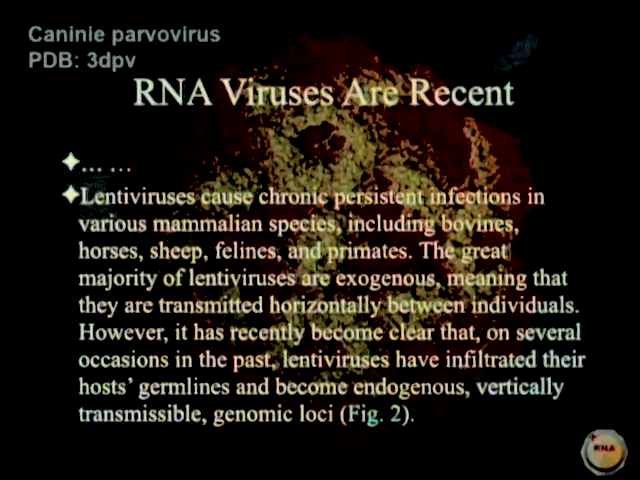 Caninie parvovirus
PDB: 3dpv
RNA Viruses Are Recent
... ...
Lentiviruses cause chronic persistent infections in
various mammalian species, including bovines,
horses, sheep, felines, and primates. The great
majority of lentiviruses are exogenous, meaning that
they are transmitted horizontally between individuals.
However, it has recently become clear that, on several
occasions in the past, lentiviruses have infiltrated their
hosts' germlines and become endogenous, vertically
transmissible, genomic loci (Fig. 2).
RNA